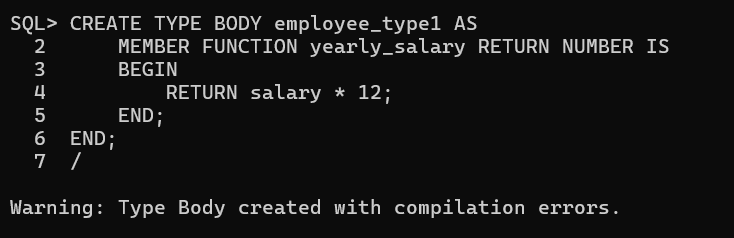 SQL> CREATE TYPE BODY employee_type1 AS
  2      MEMBER FUNCTION yearly_salary RETURN NUMBER IS
  3      BEGIN
  4          RETURN salary * 12;
  5      END;
  6  END;
  7  /
Warning: Type Body created with compilation errors.